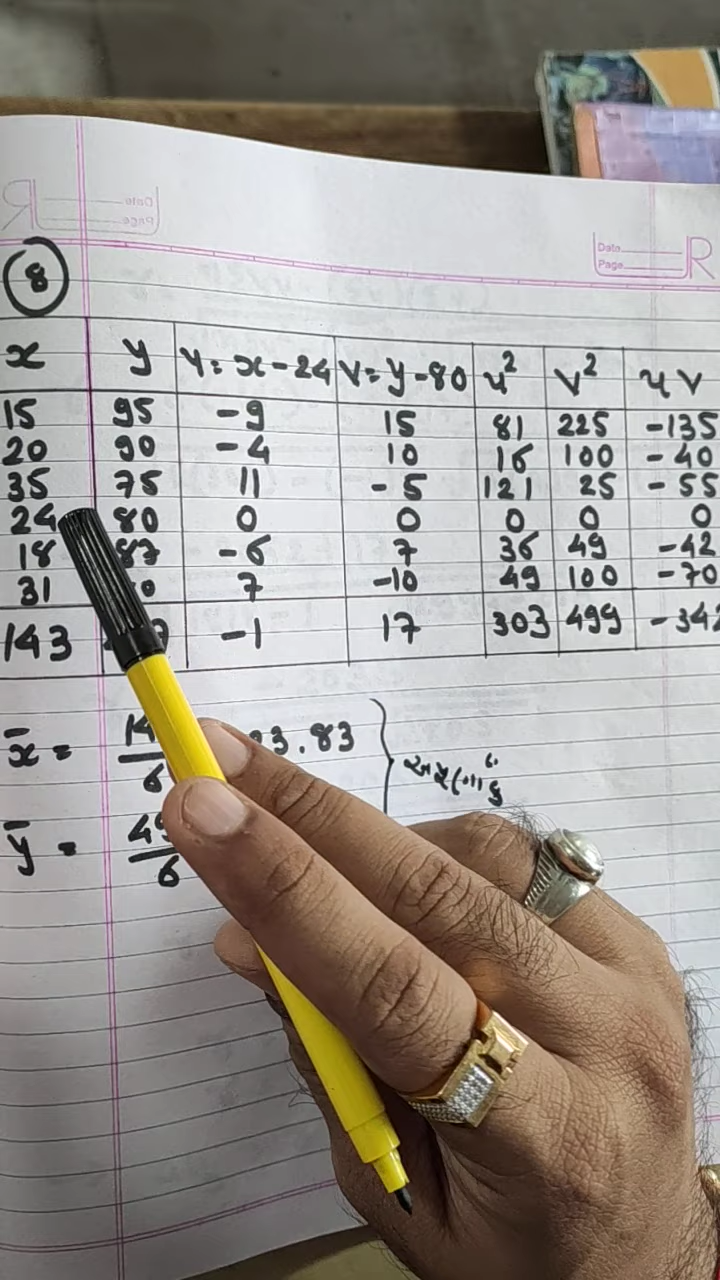 Date
Page
Date
Page
R
8
x y u = x - 24 V = y - 80 u² v² u v
15 95 -9 15 81 225 -135
20 90 -4 10 16 100 -40
35 75 11 -5 121 25 -55
24 80 0 0 0 0 0
18 87 -6 7 36 49 -42
31 7 -10 49 100 -70
143 -1 17 303 499
x̄ = 6 3.83
ȳ = 6